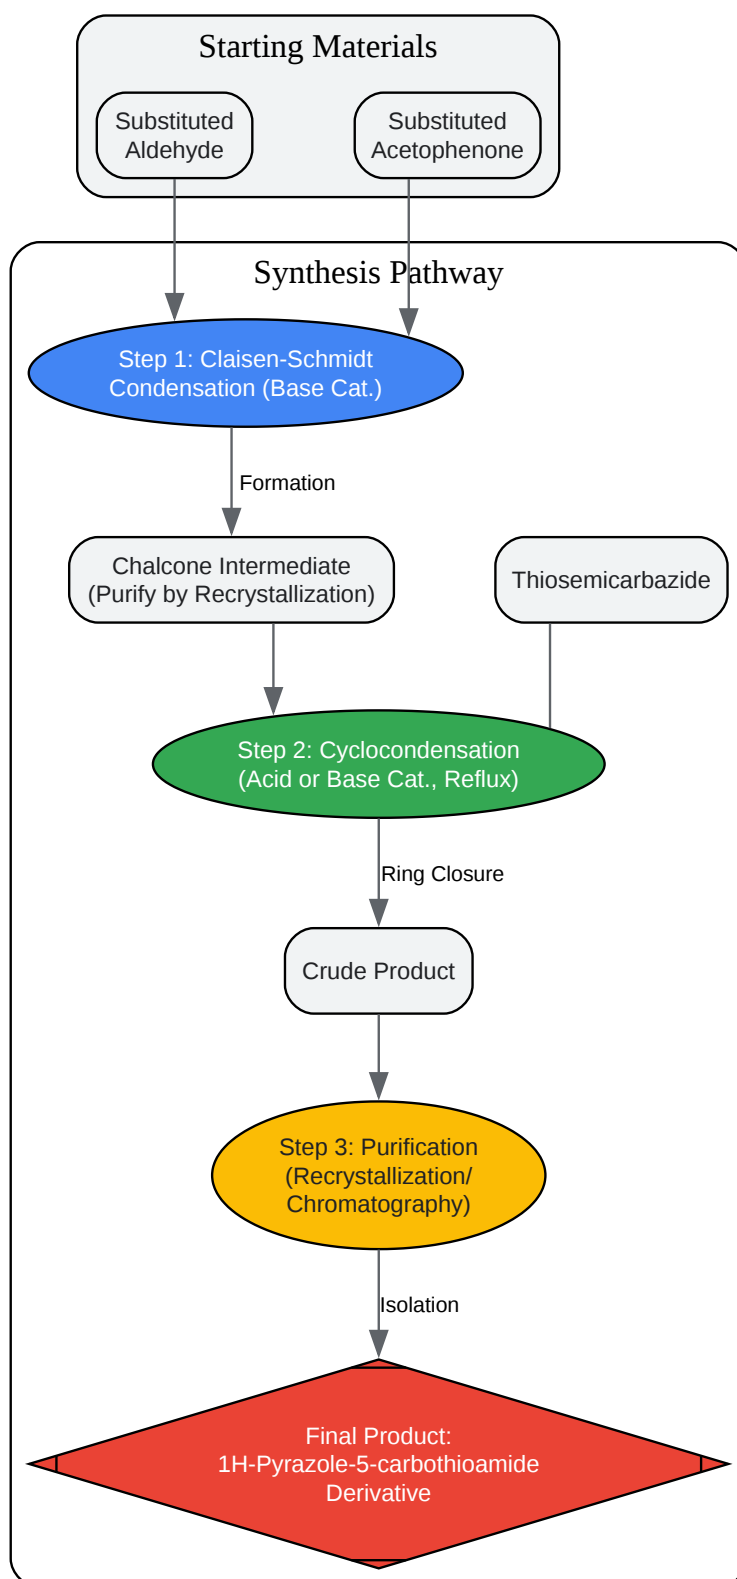 Starting Materials
Substituted
Aldehyde
Substituted
Acetophenone
Synthesis Pathway
Step 1: Claisen-Schmidt
Condensation (Base Cat.)
Formation
Chalcone Intermediate
(Purify by Recrystallization)
Thiosemicarbazide
Step 2: Cyclocondensation
(Acid or Base Cat., Reflux)
Ring Closure
Crude Product
Step 3: Purification
(Recrystallization/
Chromatography)
Isolation
Final Product:
1H-Pyrazole-5-carbothioamide
Derivative